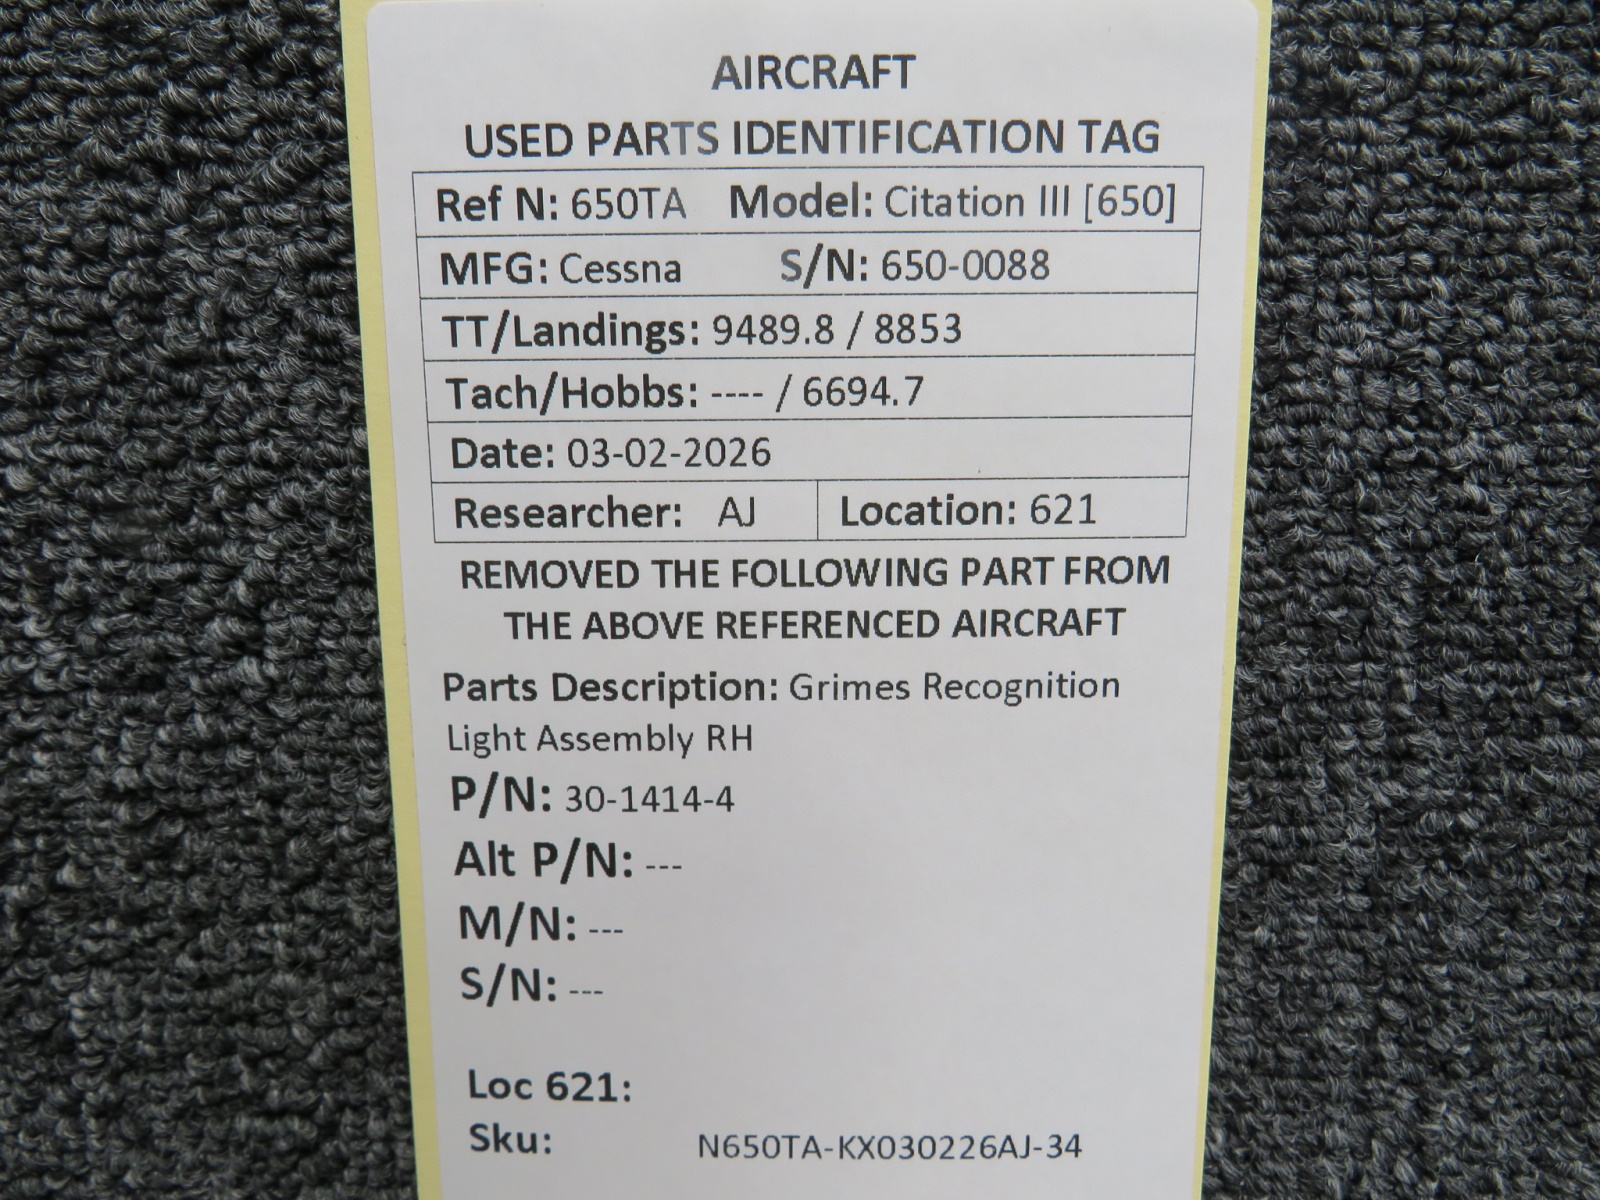 AIRCRAFT
USED PARTS IDENTIFICATION TAG
Ref N: 650TA Model: Citation III [650]
MFG: Cessna S/N: 650-0088
TT/Landings: 9489.8 / 8853
Tach/Hobbs: ---- / 6694.7
Date: 03-02-2026
Researcher: AJ Location: 621
REMOVED THE FOLLOWING PART FROM
THE ABOVE REFERENCED AIRCRAFT
Parts Description: Grimes Recognition
Light Assembly RH
P/N: 30-1414-4
Alt P/N: ---
M/N: ---
S/N: ---
Loc 621:
Sku: N650TA-KX030226AJ-34